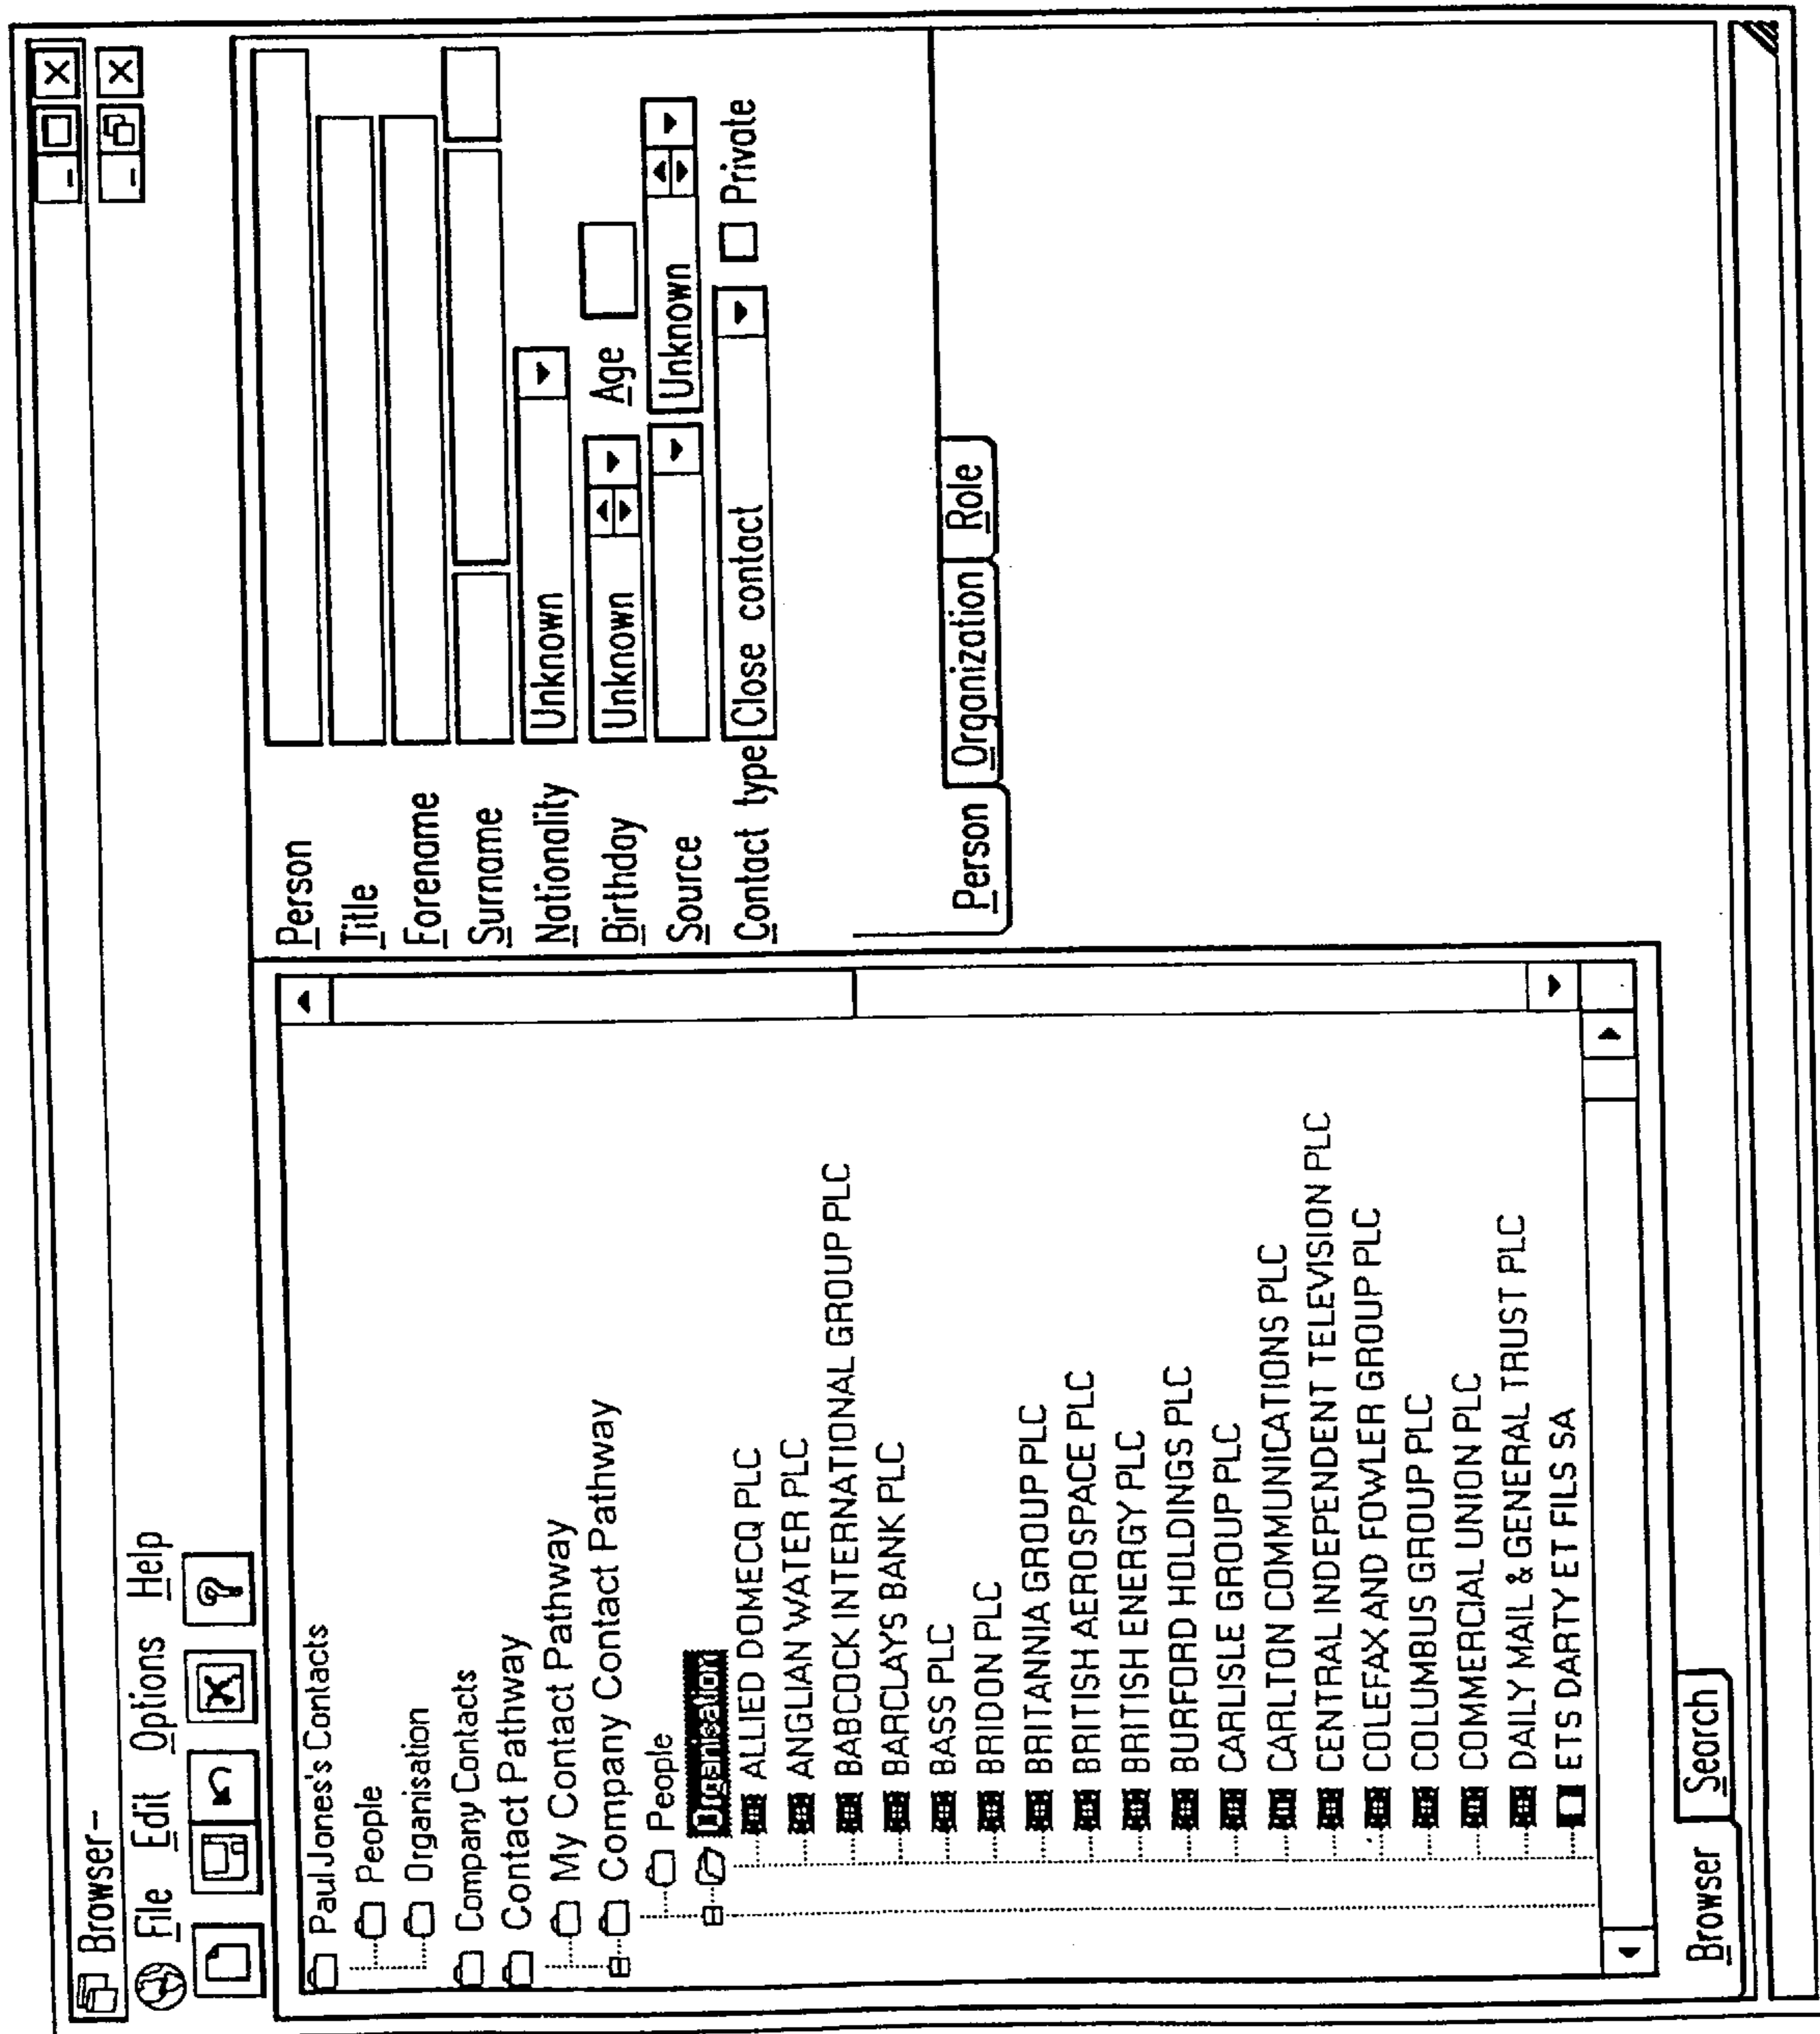 Browser-
File Edit Options Help
PaulJones's Contacts
People
Organisation
Company Contacts
Contact Pathway
My Contact Pathway
Company Contact Pathway
People
Organisation
ALLIED DOMECQ PLC
ANGLIAN WATER PLC
BABCOCK INTERNATIONAL GROUP PLC
BARCLAYS BANK PLC
BASS PLC
BRIDON PLC
BRITANNIA GROUP PLC
BRITISH AEROSPACE PLC
BRITISH ENERGY PLC
BURFORD HOLDINGS PLC
CARLISLE GROUP PLC
CARLTON COMMUNICATIONS PLC
CENTRAL INDEPENDENT TELEVISION PLC
COLEFAX AND FOWLER GROUP PLC
COLUMBUS GROUP PLC
COMMERCIAL UNION PLC
DAILY MAIL & GENERAL TRUST PLC
ETS DARTY ET FILS SA
Browser Search
Person
Title
Forename
Surname
Nationality Unknown
Birthday Unknown Age
Source Unknown
Contact type Close contact Private
Person Organization Role